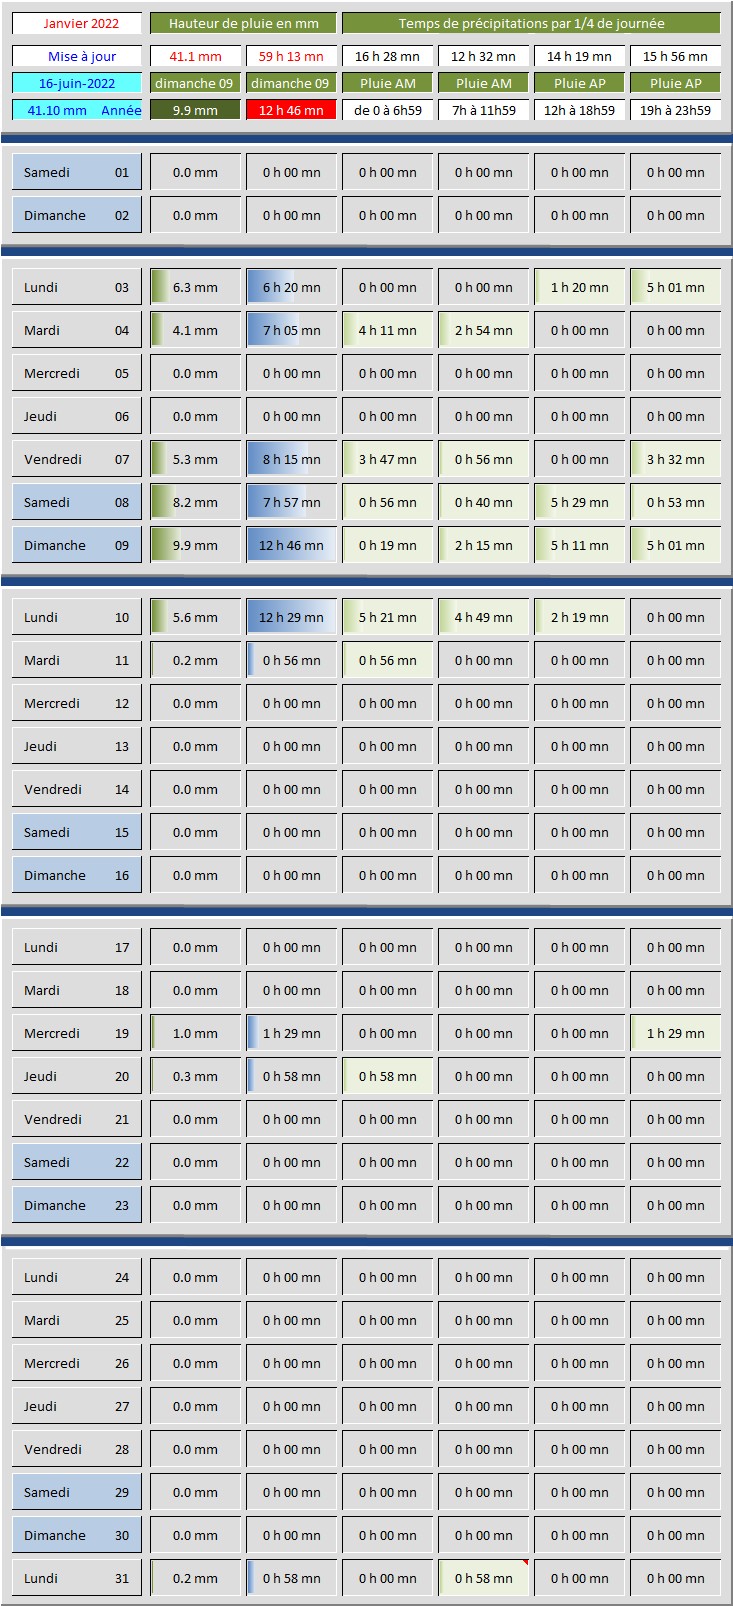 Janvier 2022 Hauteur de pluie en mm Temps de précipitations par 1/4 de journée
Mise à jour 41.1 mm 59 h 13 mn 16 h 28 mn 12 h 32 mn 14 h 19 mn 15 h 56 mn
16-juin-2022 dimanche 09 dimanche 09 Pluie AM Pluie AM Pluie AP Pluie AP
41.10 mm Année 9.9 mm 12 h 46 mn de 0 à 6h59 7h à 11h59 12h à 18h59 19h à 23h59
Samedi 01 0.0 mm 0 h 00 mn 0 h 00 mn 0 h 00 mn 0 h 00 mn 0 h 00 mn
Dimanche 02 0.0 mm 0 h 00 mn 0 h 00 mn 0 h 00 mn 0 h 00 mn 0 h 00 mn
Lundi 03 6.3 mm 6 h 20 mn 0 h 00 mn 0 h 00 mn 1 h 20 mn 5 h 01 mn
Mardi 04 4.1 mm 7 h 05 mn 4 h 11 mn 2 h 54 mn 0 h 00 mn 0 h 00 mn
Mercredi 05 0.0 mm 0 h 00 mn 0 h 00 mn 0 h 00 mn 0 h 00 mn 0 h 00 mn
Jeudi 06 0.0 mm 0 h 00 mn 0 h 00 mn 0 h 00 mn 0 h 00 mn 0 h 00 mn
Vendredi 07 5.3 mm 8 h 15 mn 3 h 47 mn 0 h 56 mn 0 h 00 mn 3 h 32 mn
Samedi 08 8.2 mm 7 h 57 mn 0 h 56 mn 0 h 40 mn 5 h 29 mn 0 h 53 mn
Dimanche 09 9.9 mm 12 h 46 mn 0 h 19 mn 2 h 15 mn 5 h 11 mn 5 h 01 mn
Lundi 10 5.6 mm 12 h 29 mn 5 h 21 mn 4 h 49 mn 2 h 19 mn 0 h 00 mn
Mardi 11 0.2 mm 0 h 56 mn 0 h 56 mn 0 h 00 mn 0 h 00 mn 0 h 00 mn
Mercredi 12 0.0 mm 0 h 00 mn 0 h 00 mn 0 h 00 mn 0 h 00 mn 0 h 00 mn
Jeudi 13 0.0 mm 0 h 00 mn 0 h 00 mn 0 h 00 mn 0 h 00 mn 0 h 00 mn
Vendredi 14 0.0 mm 0 h 00 mn 0 h 00 mn 0 h 00 mn 0 h 00 mn 0 h 00 mn
Samedi 15 0.0 mm 0 h 00 mn 0 h 00 mn 0 h 00 mn 0 h 00 mn 0 h 00 mn
Dimanche 16 0.0 mm 0 h 00 mn 0 h 00 mn 0 h 00 mn 0 h 00 mn 0 h 00 mn
Lundi 17 0.0 mm 0 h 00 mn 0 h 00 mn 0 h 00 mn 0 h 00 mn 0 h 00 mn
Mardi 18 0.0 mm 0 h 00 mn 0 h 00 mn 0 h 00 mn 0 h 00 mn 0 h 00 mn
Mercredi 19 1.0 mm 1 h 29 mn 0 h 00 mn 0 h 00 mn 0 h 00 mn 1 h 29 mn
Jeudi 20 0.3 mm 0 h 58 mn 0 h 58 mn 0 h 00 mn 0 h 00 mn 0 h 00 mn
Vendredi 21 0.0 mm 0 h 00 mn 0 h 00 mn 0 h 00 mn 0 h 00 mn 0 h 00 mn
Samedi 22 0.0 mm 0 h 00 mn 0 h 00 mn 0 h 00 mn 0 h 00 mn 0 h 00 mn
Dimanche 23 0.0 mm 0 h 00 mn 0 h 00 mn 0 h 00 mn 0 h 00 mn 0 h 00 mn
Lundi 24 0.0 mm 0 h 00 mn 0 h 00 mn 0 h 00 mn 0 h 00 mn 0 h 00 mn
Mardi 25 0.0 mm 0 h 00 mn 0 h 00 mn 0 h 00 mn 0 h 00 mn 0 h 00 mn
Mercredi 26 0.0 mm 0 h 00 mn 0 h 00 mn 0 h 00 mn 0 h 00 mn 0 h 00 mn
Jeudi 27 0.0 mm 0 h 00 mn 0 h 00 mn 0 h 00 mn 0 h 00 mn 0 h 00 mn
Vendredi 28 0.0 mm 0 h 00 mn 0 h 00 mn 0 h 00 mn 0 h 00 mn 0 h 00 mn
Samedi 29 0.0 mm 0 h 00 mn 0 h 00 mn 0 h 00 mn 0 h 00 mn 0 h 00 mn
Dimanche 30 0.0 mm 0 h 00 mn 0 h 00 mn 0 h 00 mn 0 h 00 mn 0 h 00 mn
Lundi 31 0.2 mm 0 h 58 mn 0 h 00 mn 0 h 58 mn 0 h 00 mn 0 h 00 mn